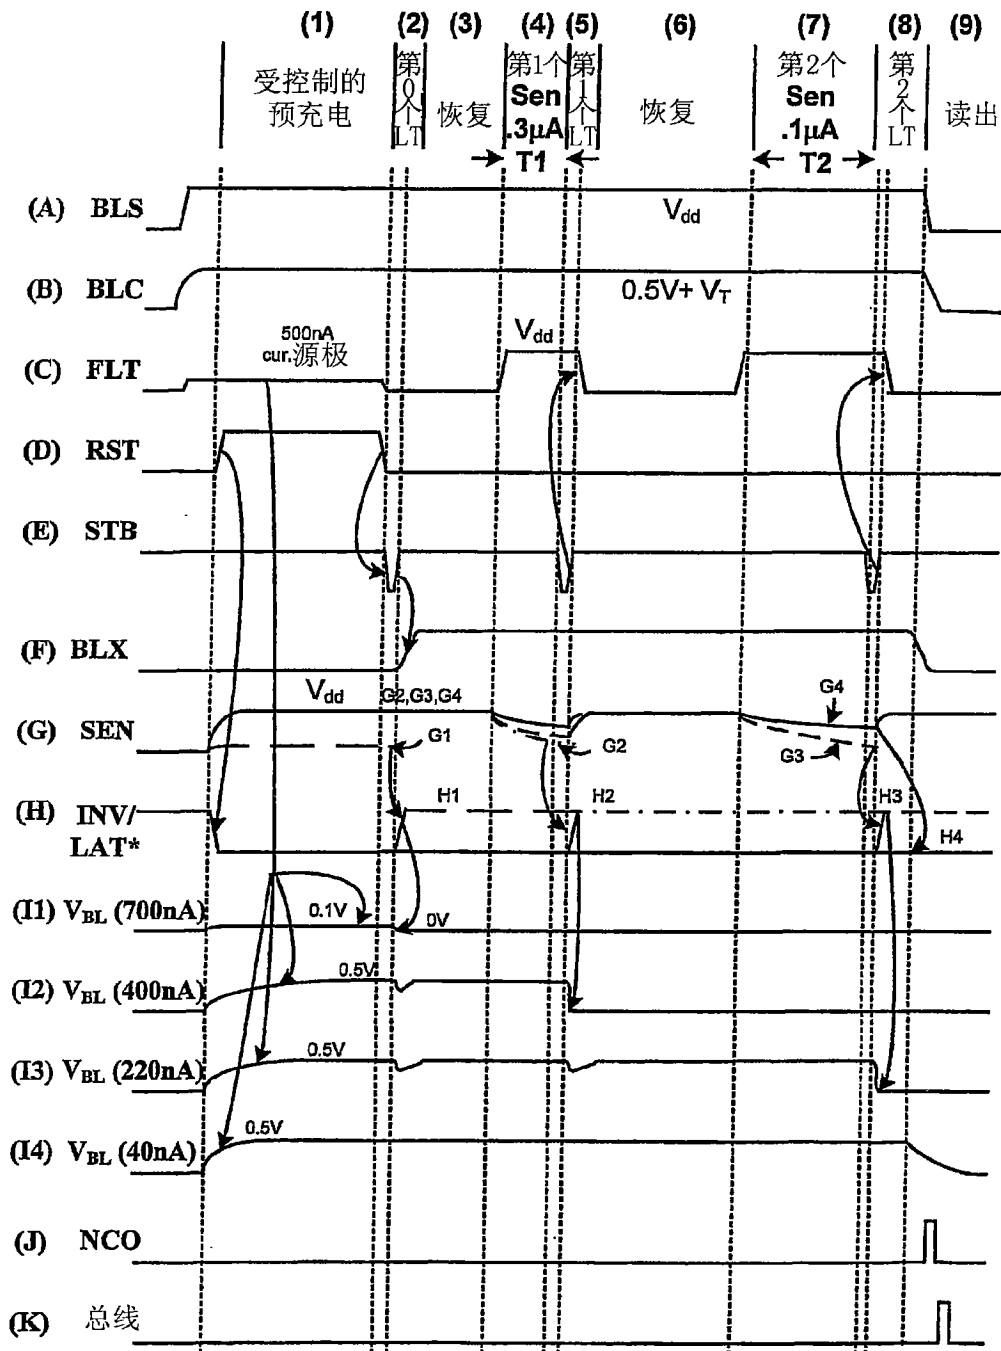 (1) (2) (3) (4) (5) (6) (7) (8) (9)
受控制的
预充电
第0个LT
恢复
第1个
Sen
.3μA
T1
第1个LT
恢复
第2个
Sen
.1μA
T2
第2个LT
读出
(A) BLS
Vdd
(B) BLC
0.5V+ VT
(C) FLT
500nA
cur.源极
Vdd
(D) RST
(E) STB
(F) BLX
(G) SEN
Vdd
G2,G3,G4
G1
G2
G3
G4
(H) INV/
LAT*
H1
H2
H3
H4
(I1) VBL (700nA)
0.1V
0V
(I2) VBL (400nA)
0.5V
(I3) VBL (220nA)
0.5V
(I4) VBL (40nA)
0.5V
(J) NCO
(K) 总线